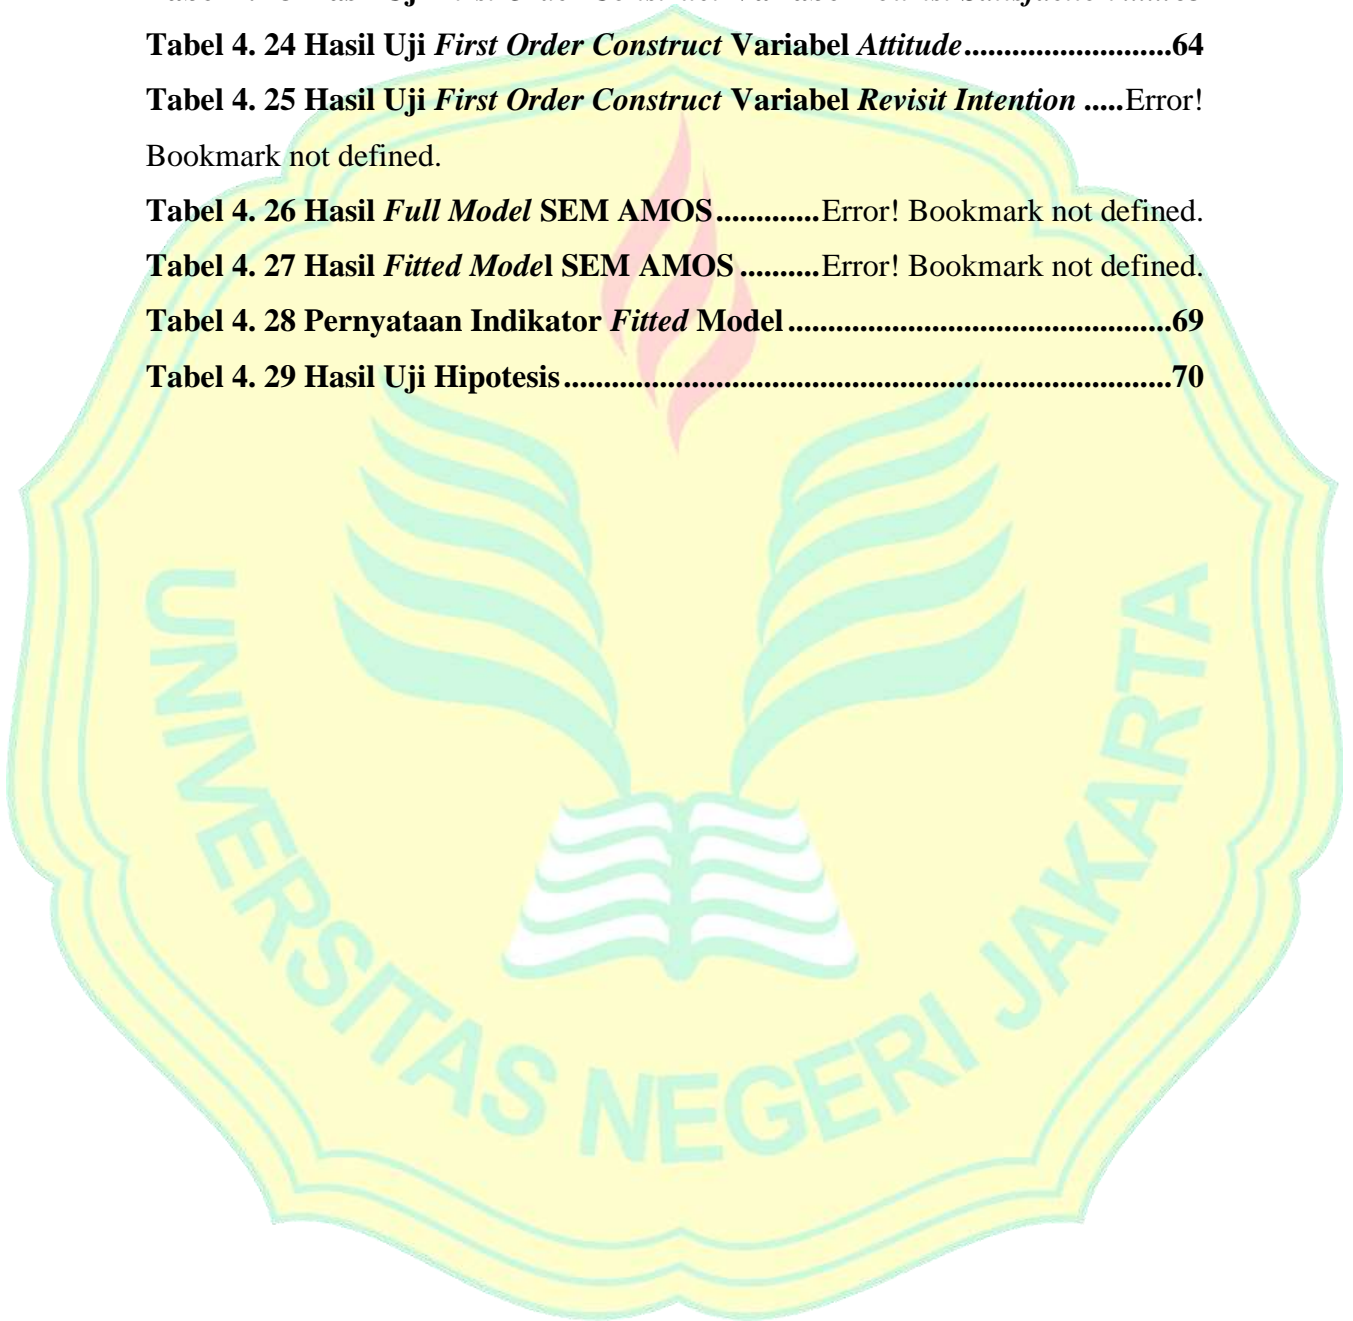 Tabel 4. 24 Hasil Uji First Order Construct Variabel Attitude..........................64
Tabel 4. 25 Hasil Uji First Order Construct Variabel Revisit Intention .....Error!
Bookmark not defined.
Tabel 4. 26 Hasil Full Model SEM AMOS.............Error! Bookmark not defined.
Tabel 4. 27 Hasil Fitted Model SEM AMOS ..........Error! Bookmark not defined.
Tabel 4. 28 Pernyataan Indikator Fitted Model................................................69
Tabel 4. 29 Hasil Uji Hipotesis............................................................................70
UNIVERSITAS NEGERI JAKARTA